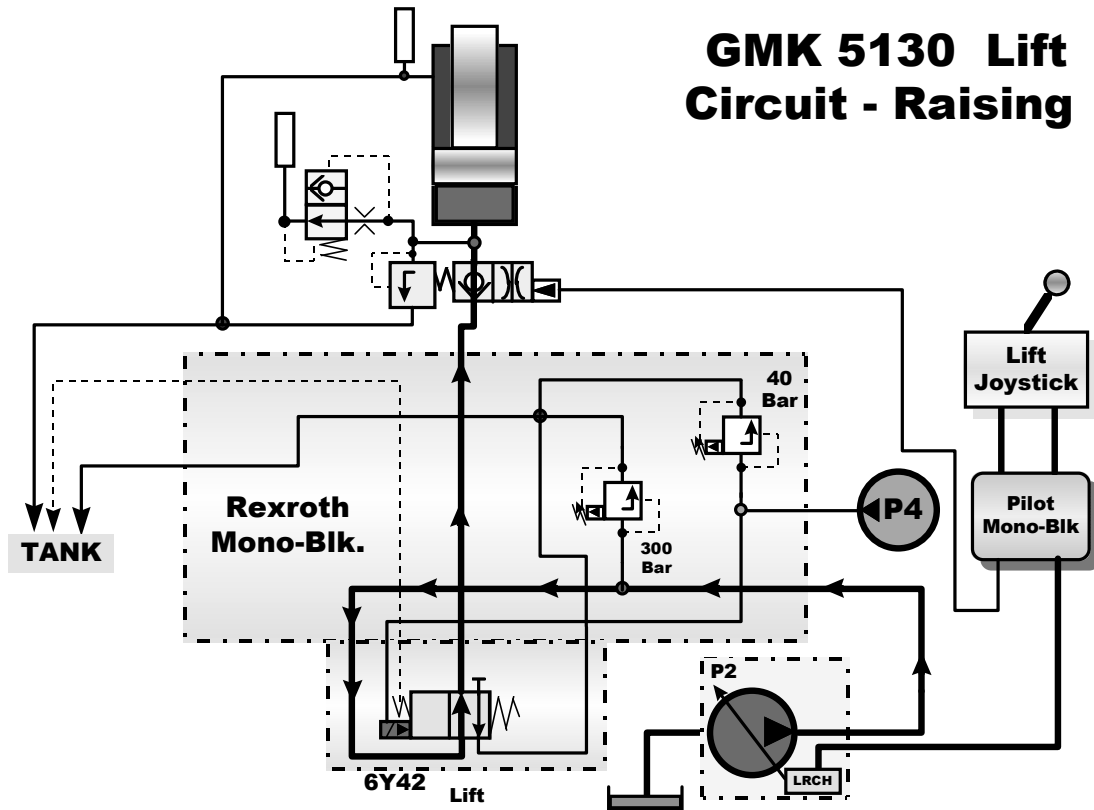 GMK 5130 Lift
Circuit - Raising
40
Bar
Lift
Joystick
Rexroth
Mono-Blk.
P4
Pilot
Mono-Blk
TANK
300
Bar
P2
LRCH
6Y42
Lift